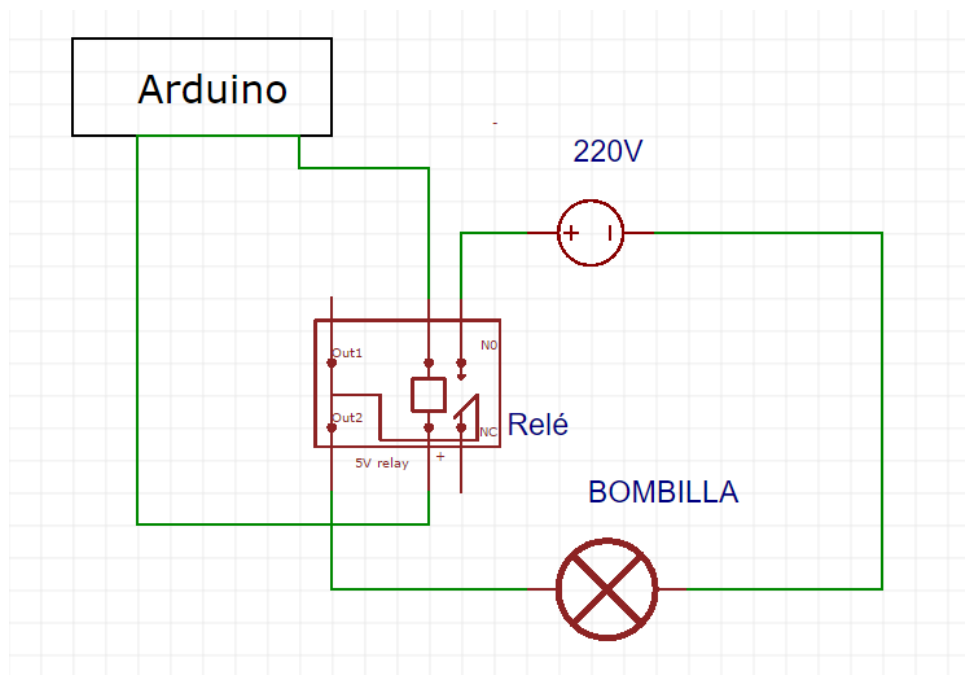 Arduino
-
220V
+ -
Out1
N0
Out2
NC
Relé
5V relay
+
BOMBILLA